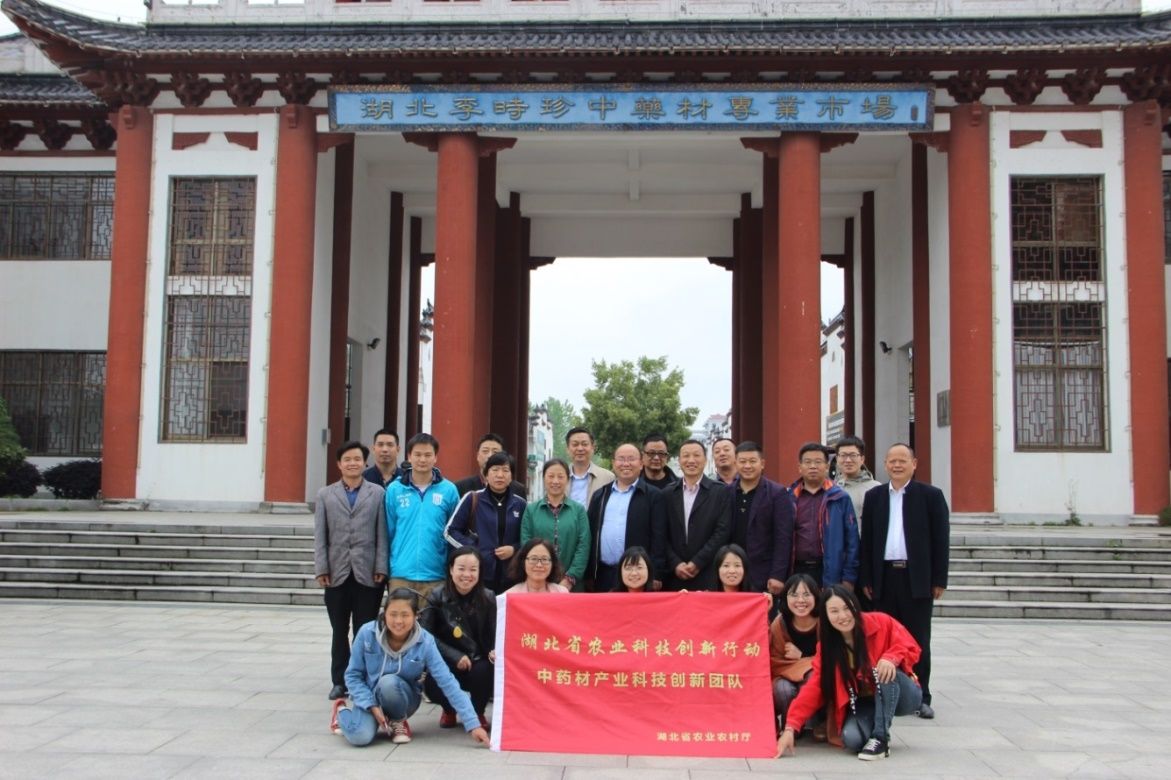 湖北李時珍中藥材專業市場
22
湖北省农业科技创新行动
中药材产业科技创新团队
湖北省农业农村厅